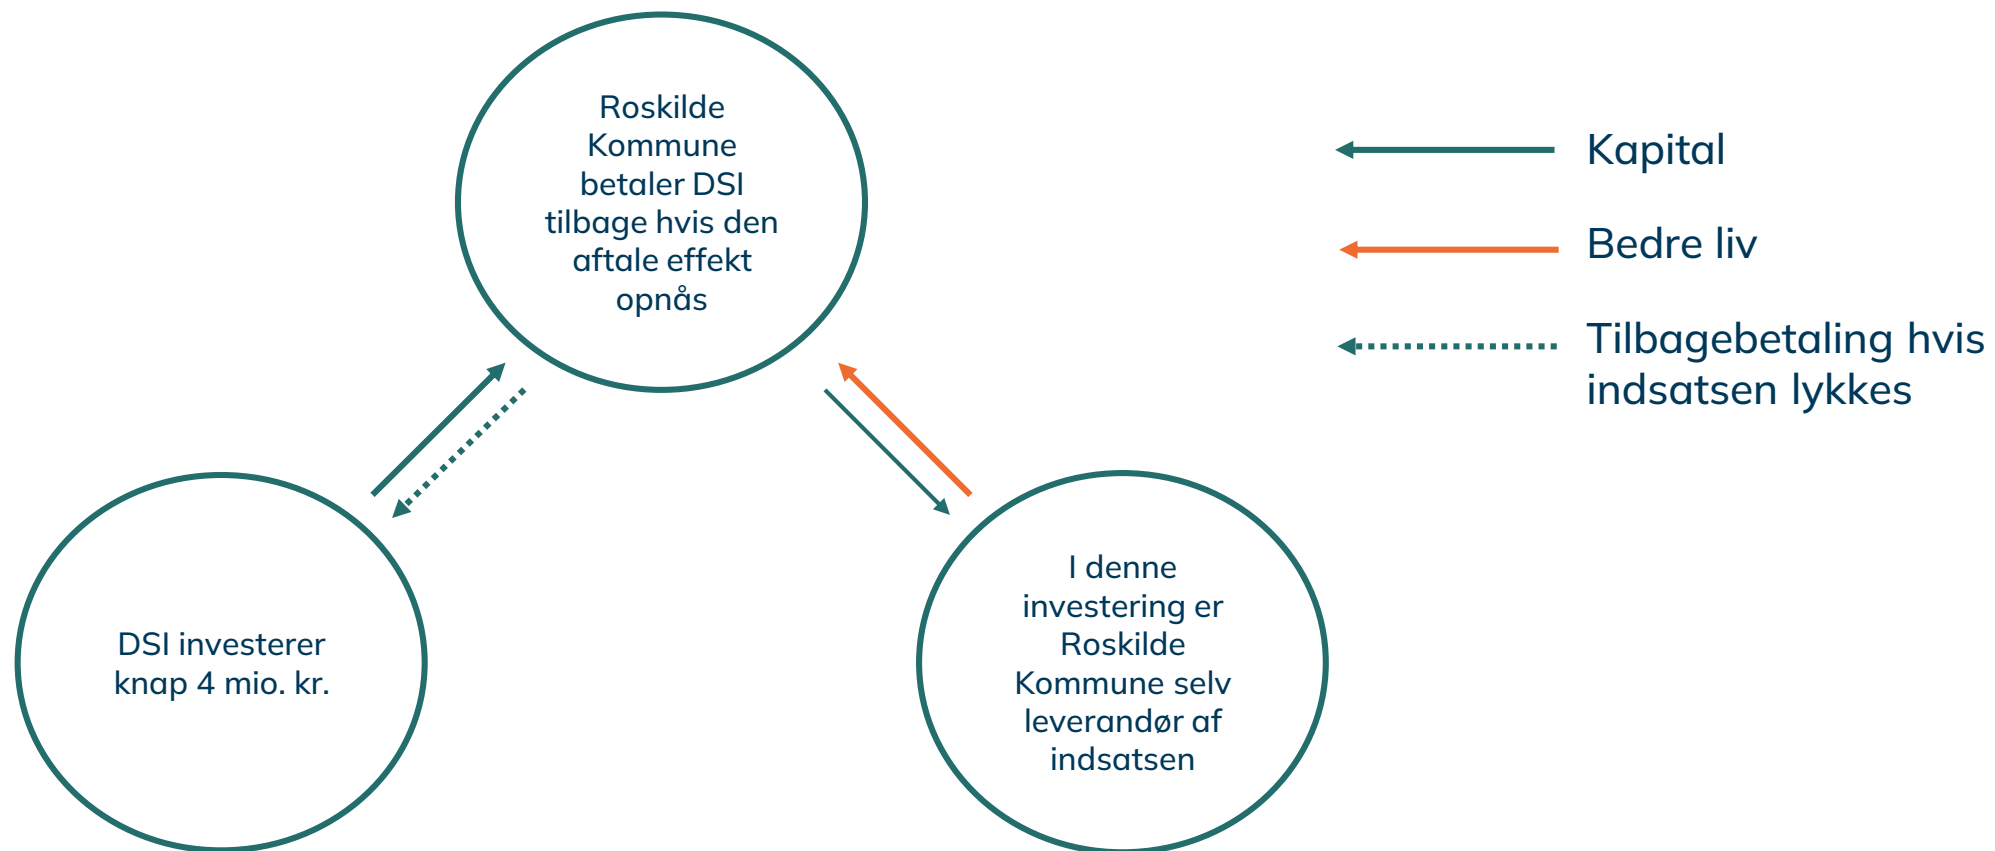 Roskilde
Kommune
betaler DSI
tilbage hvis den
aftale effekt
opnås
Kapital
Bedre liv
Tilbagebetaling hvis
indsatsen lykkes
DSI investerer
knap 4 mio. kr.
I denne
investering er
Roskilde
Kommune selv
leverandør af
indsatsen